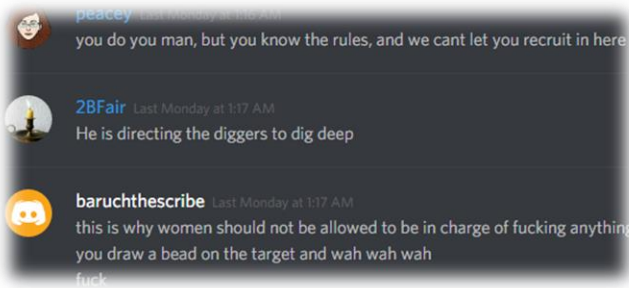 peacey Last Monday at 1:16 AM
you do you man, but you know the rules, and we cant let you recruit in here
2BFair Last Monday at 1:17 AM
He is directing the diggers to dig deep
baruchthescribe Last Monday at 1:17 AM
this is why women should not be allowed to be in charge of fucking anything
you draw a bead on the target and wah wah wah
fuck